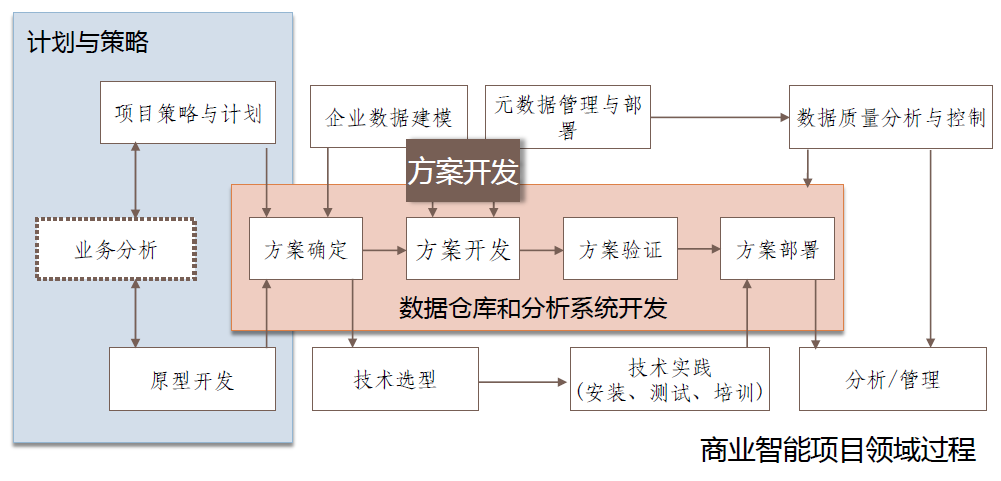 计划与策略
项目策略与计划
企业数据建模
元数据管理与部
署
数据质量分析与控制
方案开发
业务分析
方案确定
方案开发
方案验证
方案部署
数据仓库和分析系统开发
原型开发
技术选型
技术实践
(安装、测试、培训)
分析/管理
商业智能项目领域过程